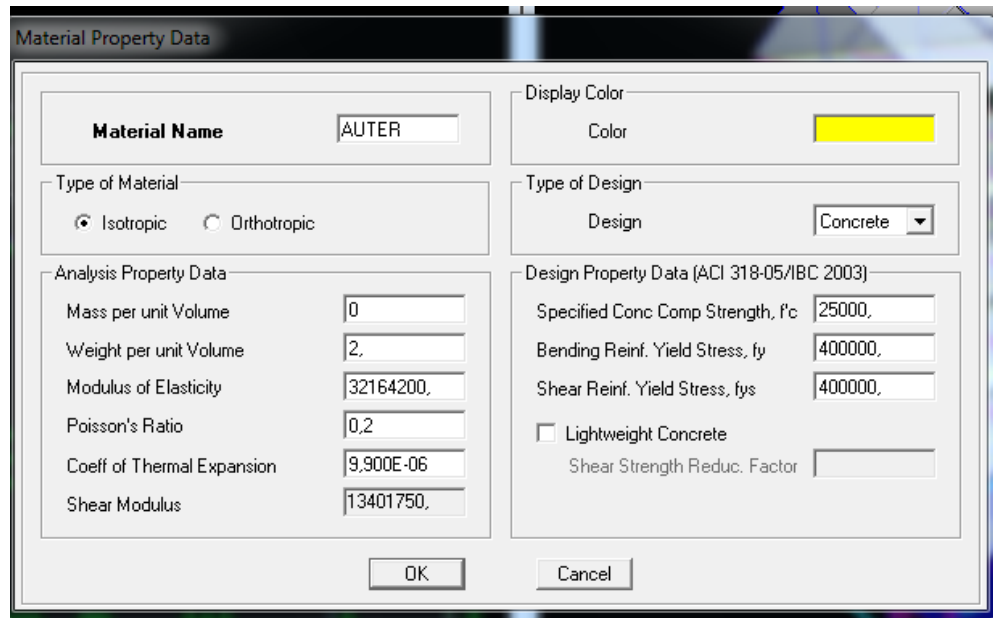 Material Property Data
Material Name AUTER
Display Color
Color
Type of Material
Isotropic Orthotropic
Type of Design
Design Concrete
Analysis Property Data
Mass per unit Volume 0
Weight per unit Volume 2,
Modulus of Elasticity 32164200,
Poisson's Ratio 0,2
Coeff of Thermal Expansion 9,900E-06
Shear Modulus 13401750,
Design Property Data (ACI 318-05/IBC 2003)
Specified Conc Comp Strength, f'c 25000,
Bending Reinf. Yield Stress, fy 400000,
Shear Reinf. Yield Stress, fys 400000,
Lightweight Concrete
Shear Strength Reduc. Factor
OK Cancel